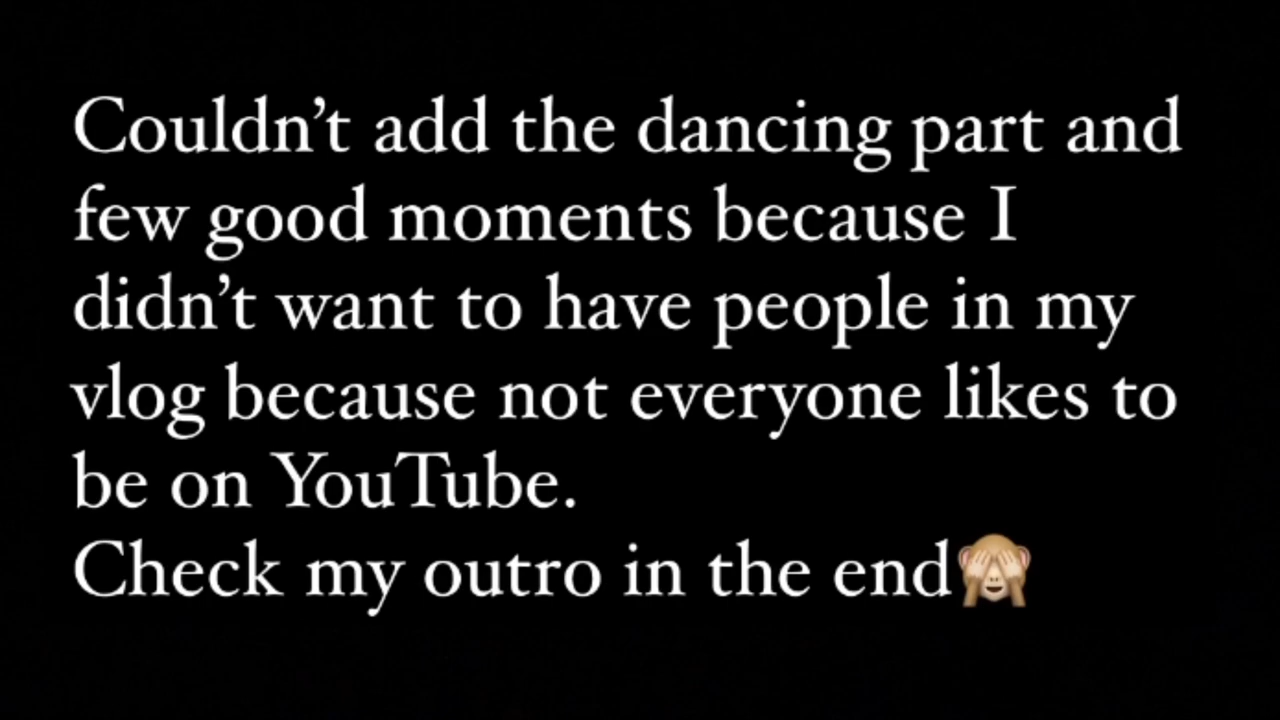 Couldn’t add the dancing part and
few good moments because I
didn’t want to have people in my
vlog because not everyone likes to
be on YouTube.
Check my outro in the end🙈